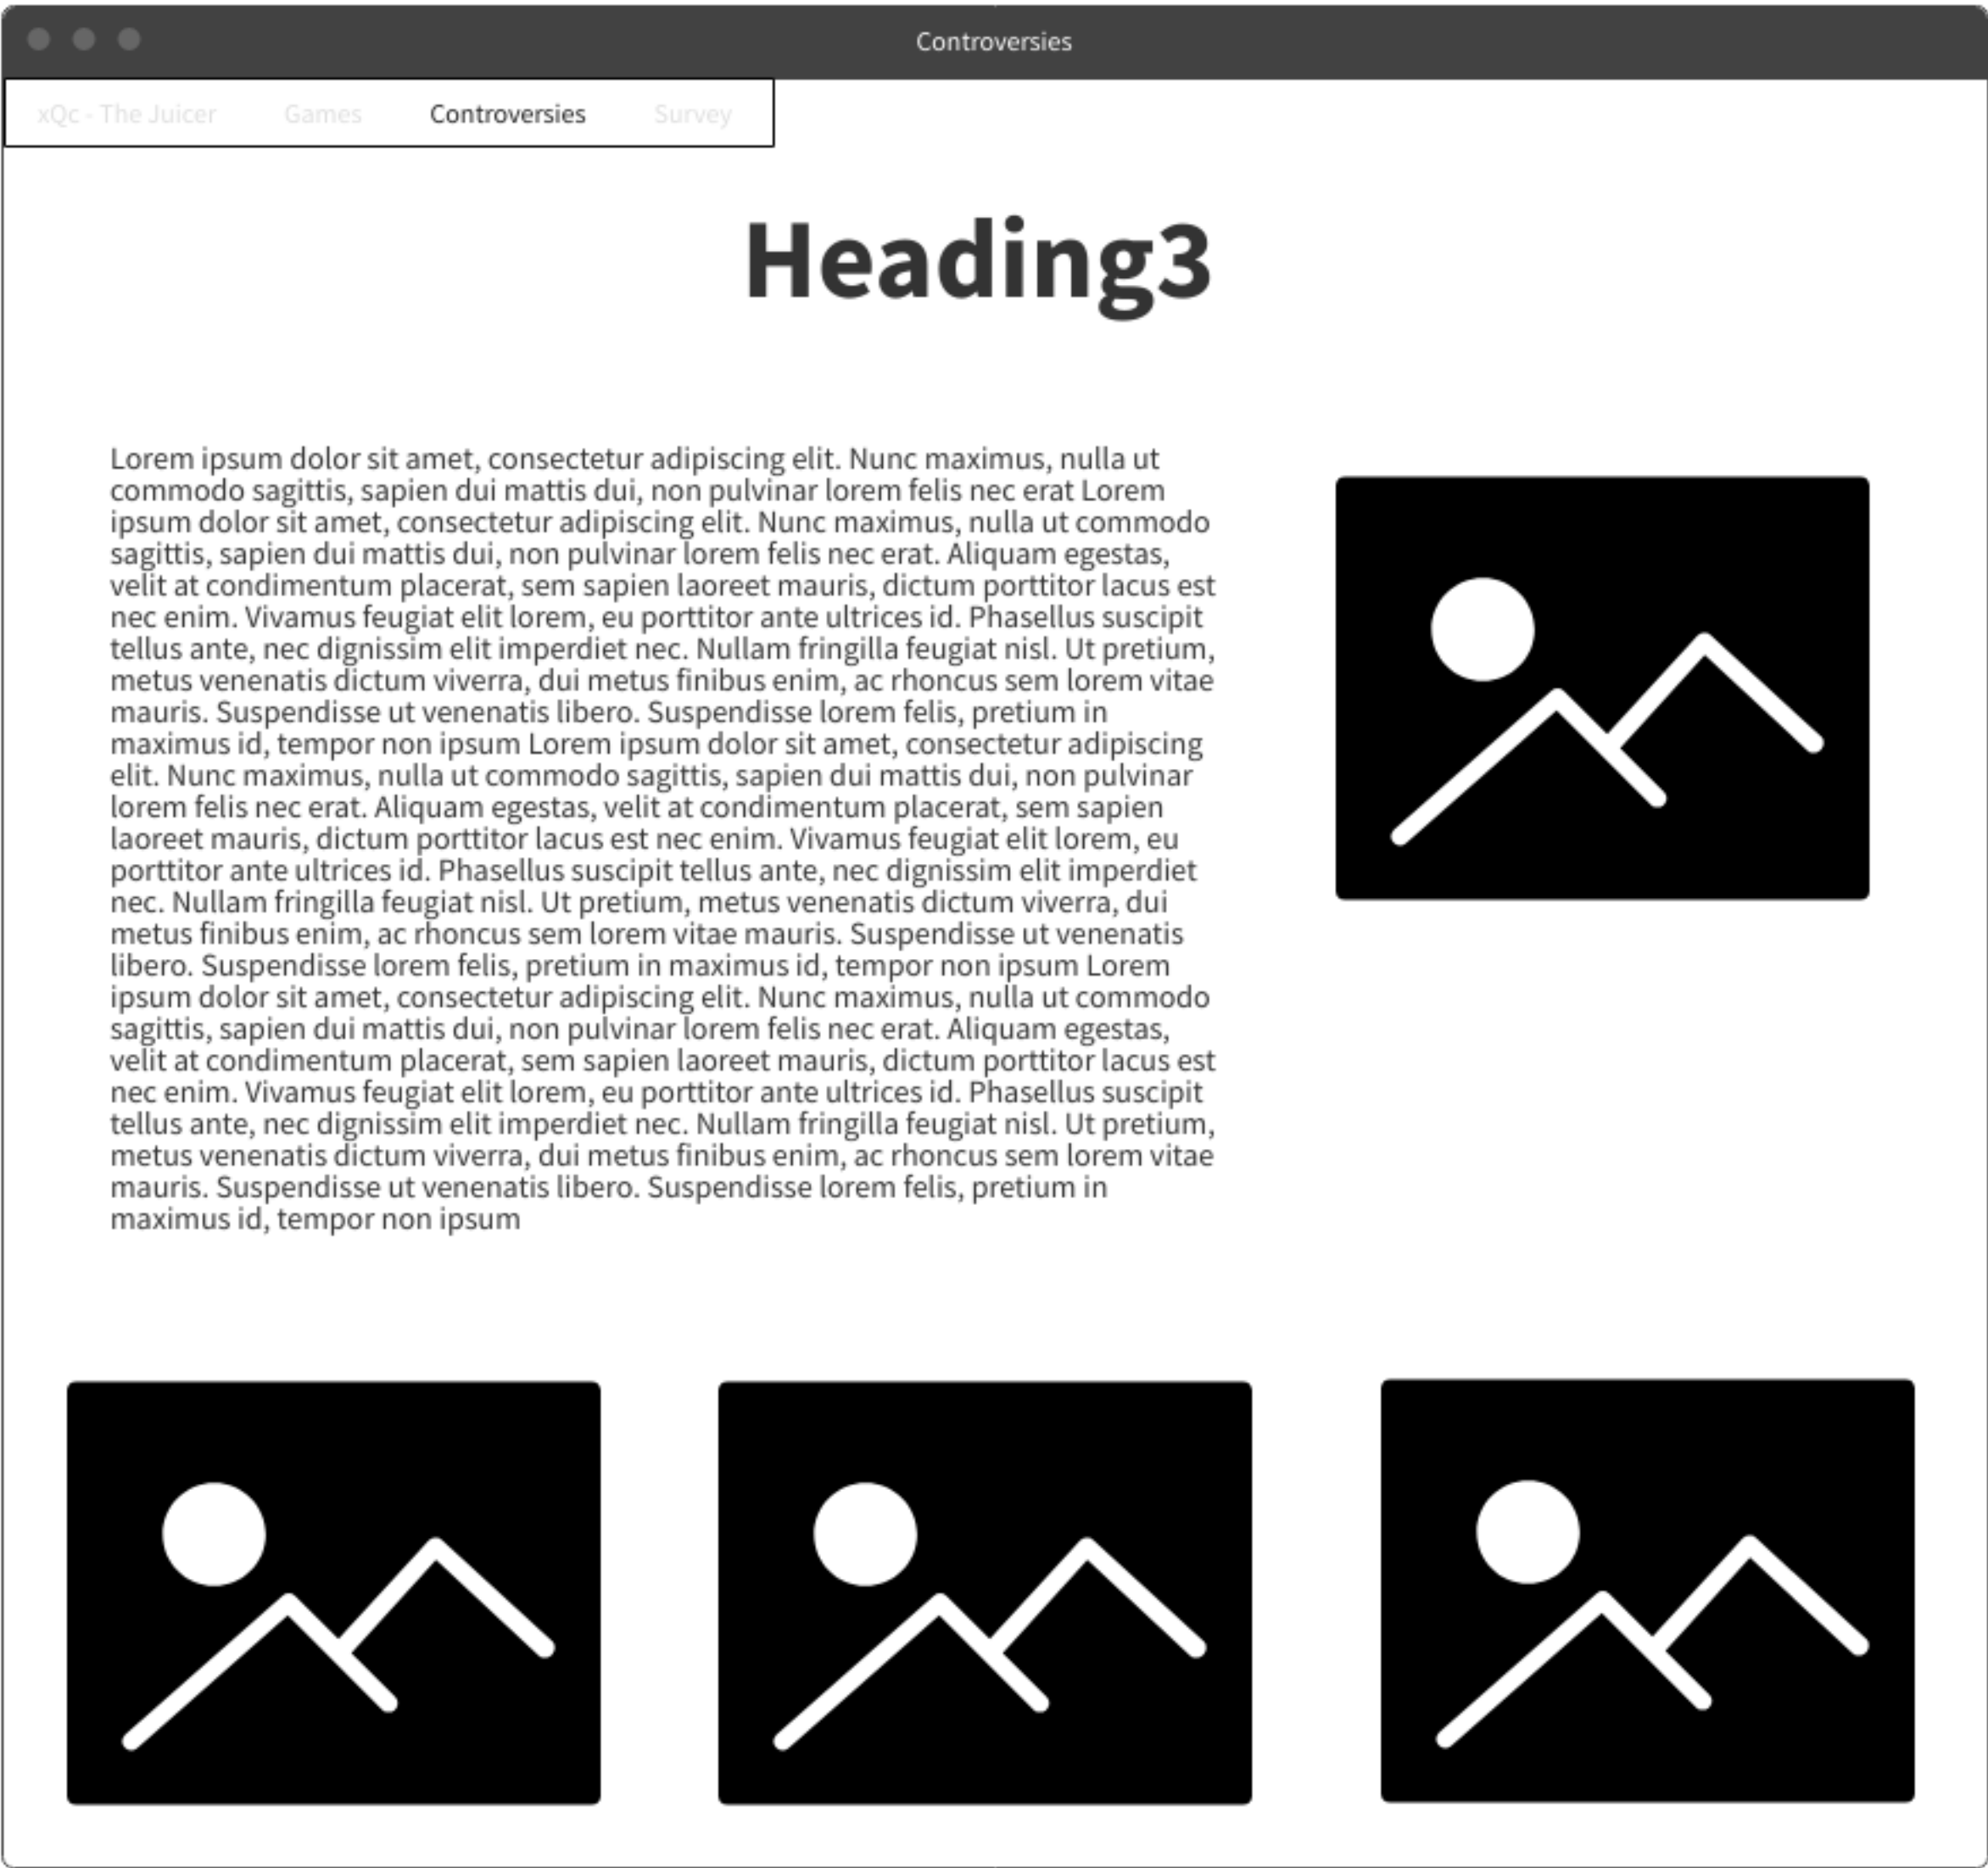 Controversies
xQc - The Juicer Games Controversies Survey
Heading3
Lorem ipsum dolor sit amet, consectetur adipiscing elit. Nunc maximus, nulla ut
commodo sagittis, sapien dui mattis dui, non pulvinar lorem felis nec erat Lorem
ipsum dolor sit amet, consectetur adipiscing elit. Nunc maximus, nulla ut commodo
sagittis, sapien dui mattis dui, non pulvinar lorem felis nec erat. Aliquam egestas,
velit at condimentum placerat, sem sapien laoreet mauris, dictum porttitor lacus est
nec enim. Vivamus feugiat elit lorem, eu porttitor ante ultrices id. Phasellus suscipit
tellus ante, nec dignissim elit imperdiet nec. Nullam fringilla feugiat nisl. Ut pretium,
metus venenatis dictum viverra, dui metus finibus enim, ac rhoncus sem lorem vitae
mauris. Suspendisse ut venenatis libero. Suspendisse lorem felis, pretium in
maximus id, tempor non ipsum Lorem ipsum dolor sit amet, consectetur adipiscing
elit. Nunc maximus, nulla ut commodo sagittis, sapien dui mattis dui, non pulvinar
lorem felis nec erat. Aliquam egestas, velit at condimentum placerat, sem sapien
laoreet mauris, dictum porttitor lacus est nec enim. Vivamus feugiat elit lorem, eu
porttitor ante ultrices id. Phasellus suscipit tellus ante, nec dignissim elit imperdiet
nec. Nullam fringilla feugiat nisl. Ut pretium, metus venenatis dictum viverra, dui
metus finibus enim, ac rhoncus sem lorem vitae mauris. Suspendisse ut venenatis
libero. Suspendisse lorem felis, pretium in maximus id, tempor non ipsum Lorem
ipsum dolor sit amet, consectetur adipiscing elit. Nunc maximus, nulla ut commodo
sagittis, sapien dui mattis dui, non pulvinar lorem felis nec erat. Aliquam egestas,
velit at condimentum placerat, sem sapien laoreet mauris, dictum porttitor lacus est
nec enim. Vivamus feugiat elit lorem, eu porttitor ante ultrices id. Phasellus suscipit
tellus ante, nec dignissim elit imperdiet nec. Nullam fringilla feugiat nisl. Ut pretium,
metus venenatis dictum viverra, dui metus finibus enim, ac rhoncus sem lorem vitae
mauris. Suspendisse ut venenatis libero. Suspendisse lorem felis, pretium in
maximus id, tempor non ipsum